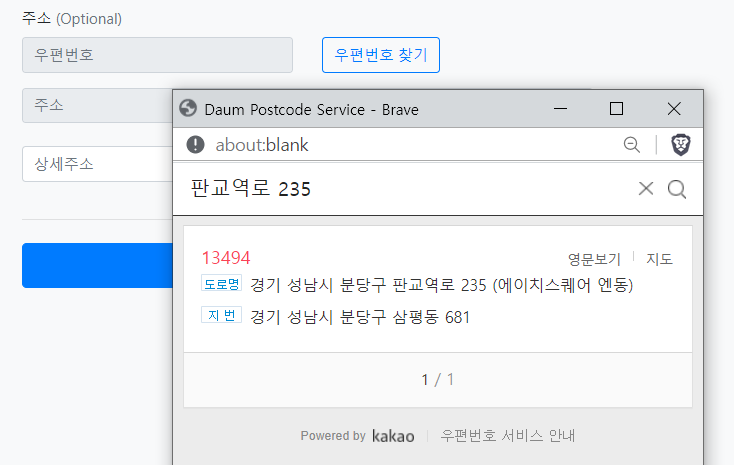 주소 (Optional)
우편번호
우편번호 찾기
주소
상세주소
Daum Postcode Service - Brave
about:blank
판교역로 235
13494
영문보기 지도
도로명 경기 성남시 분당구 판교역로 235 (에이치스퀘어 엔동)
지번 경기 성남시 분당구 삼평동 681
1 / 1
Powered by kakao 우편번호 서비스 안내